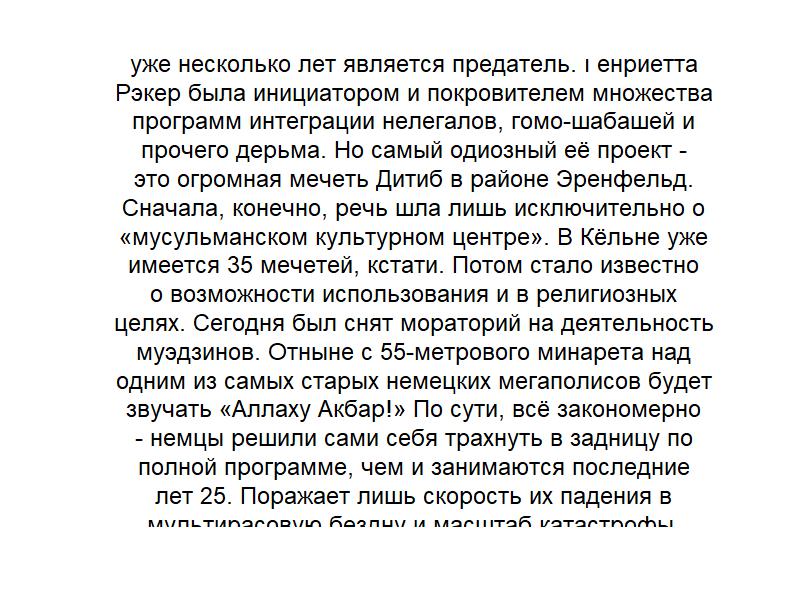 уже несколько лет является предатель. Генриетта
Рэкер была инициатором и покровителем множества
программ интеграции нелегалов, гомо-шабашей и
прочего дерьма. Но самый одиозный её проект -
это огромная мечеть Дитиб в районе Эренфельд.
Сначала, конечно, речь шла лишь исключительно о
«мусульманском культурном центре». В Кёльне уже
имеется 35 мечетей, кстати. Потом стало известно
о возможности использования и в религиозных
целях. Сегодня был снят мораторий на деятельность
муэдзинов. Отныне с 55-метрового минарета над
одним из самых старых немецких мегаполисов будет
звучать «Аллаху Акбар!» По сути, всё закономерно
- немцы решили сами себя трахнуть в задницу по
полной программе, чем и занимаются последние
лет 25. Поражает лишь скорость их падения в
мультирасовую бездну и масштаб катастрофы